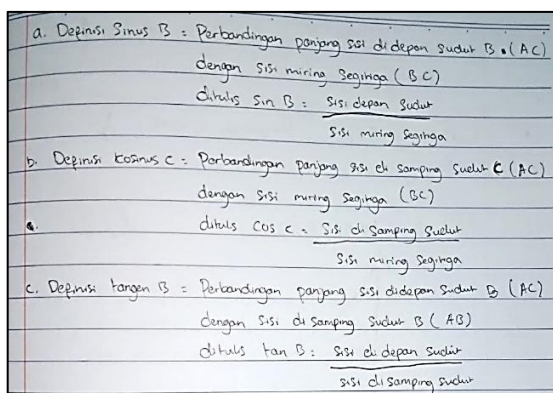 a. Definisi Sinus B = Perbandingan panjang sisi di depan sudut B . (AC)
dengan sisi miring segitiga (BC)
ditulis Sin B = sisi depan sudut
sisi miring segitiga
b. Definisi kosinus C = Perbandingan panjang sisi di samping sudut C (AC)
dengan sisi miring segitiga (BC)
ditulis Cos C = sisi di samping sudut
sisi miring segitiga
c. Definisi tangen B = Perbandingan panjang sisi didepan sudut B (AC)
dengan sisi di samping sudut B (AB)
ditulis tan B = sisi di depan sudut
sisi di samping sudut